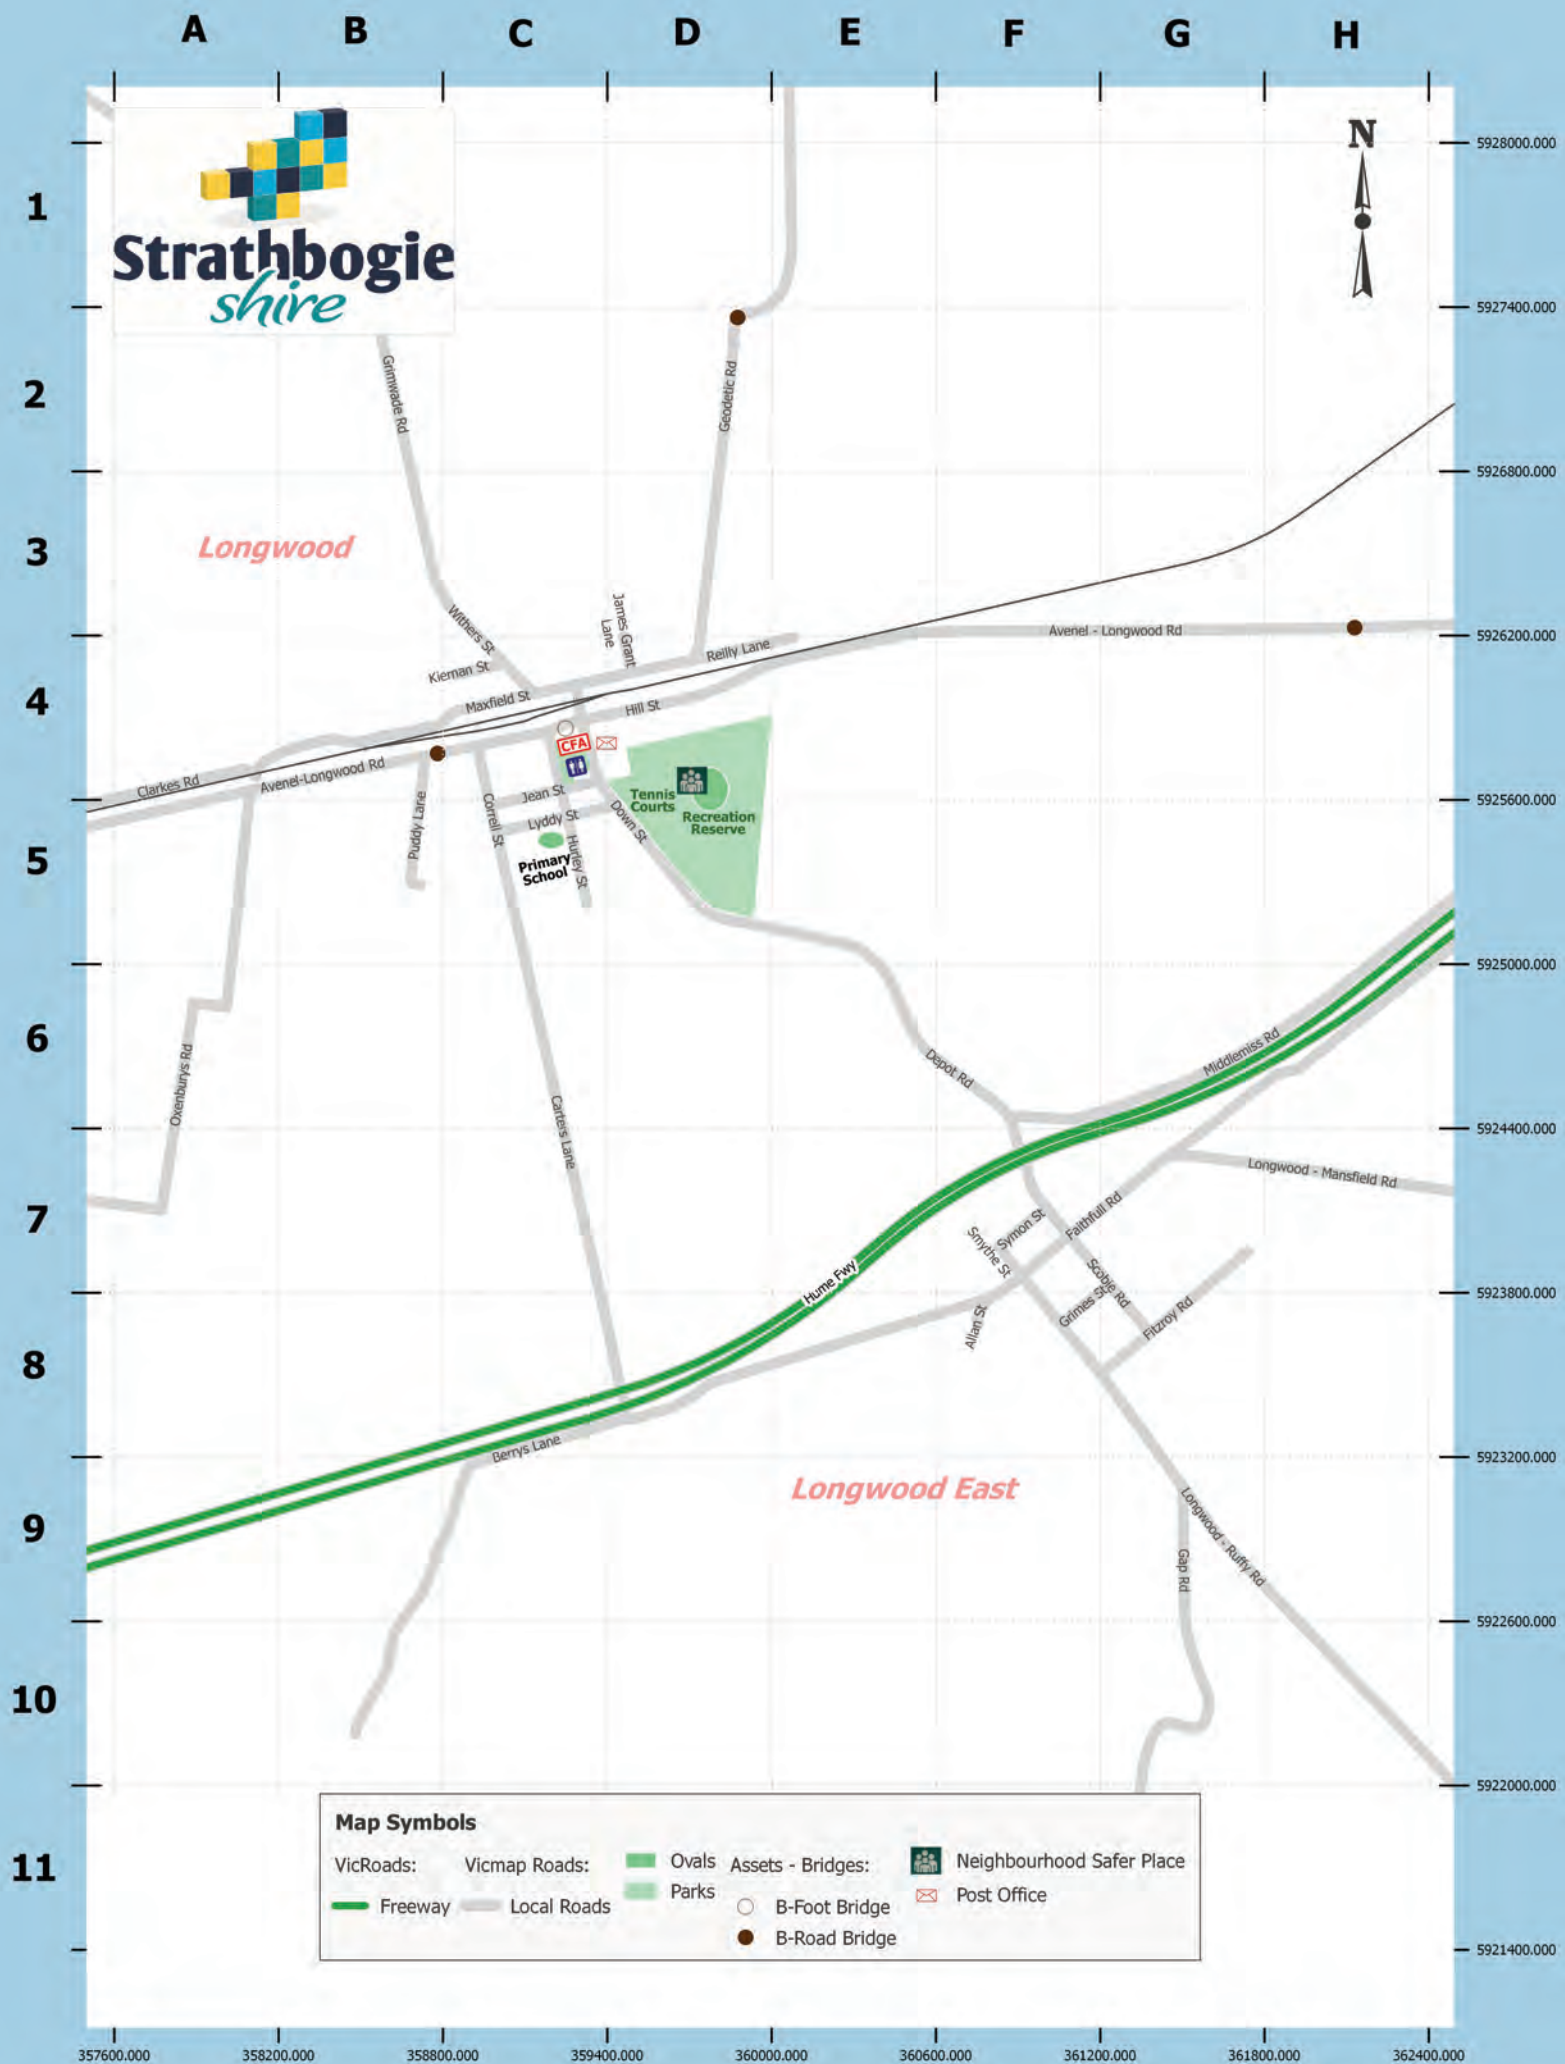 A B C D E F G H
N
5928000.000
1
Strathbogie
shire
5927400.000
Grimwade Rd
Geodetic Rd
2
5926800.000
Longwood
3
Withers St
James Grant
Lane
5926200.000
Avenel - Longwood Rd
Reilly Lane
Kiernan St
4
Maxfield St
Hill St
CFA
Clarkes Rd
Avenel-Longwood Rd
5925600.000
Jean St
Tennis
Courts
Recreation
Reserve
Puddy Lane
Correll St
Lyddy St
Down St
Hurley St
5
Primary
School
5925000.000
6
Middlemiss Rd
Depot Rd
Oxenburys Rd
5924400.000
Carters Lane
Longwood - Mansfield Rd
7
Faithfull Rd
Symon St
Smythe St
Hume Fwy
Scobie Rd
5923800.000
Grimes St
Fitzroy Rd
Allan St
8
Berrys Lane
5923200.000
Longwood East
9
Longwood - Ruffy Rd
Gap Rd
5922600.000
10
5922000.000
Map Symbols
VicRoads:
Freeway
Vicmap Roads:
Local Roads
Ovals
Parks
Assets - Bridges:
B-Foot Bridge
B-Road Bridge
Neighbourhood Safer Place
Post Office
11
5921400.000
357600.000 358200.000 358800.000 359400.000 360000.000 360600.000 361200.000 361800.000 362400.000